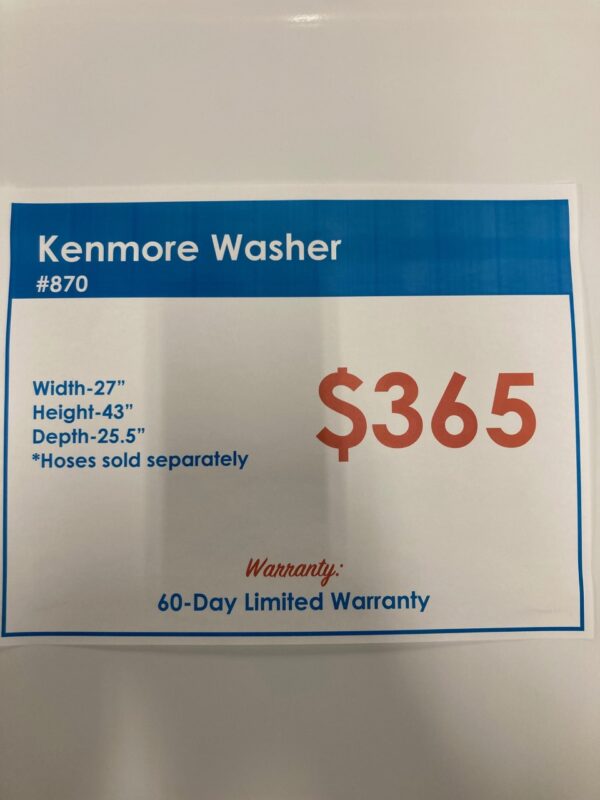 Kenmore Washer
#870
Width-27”
Height-43”
Depth-25.5”
*Hoses sold separately
$365
Warranty:
60-Day Limited Warranty